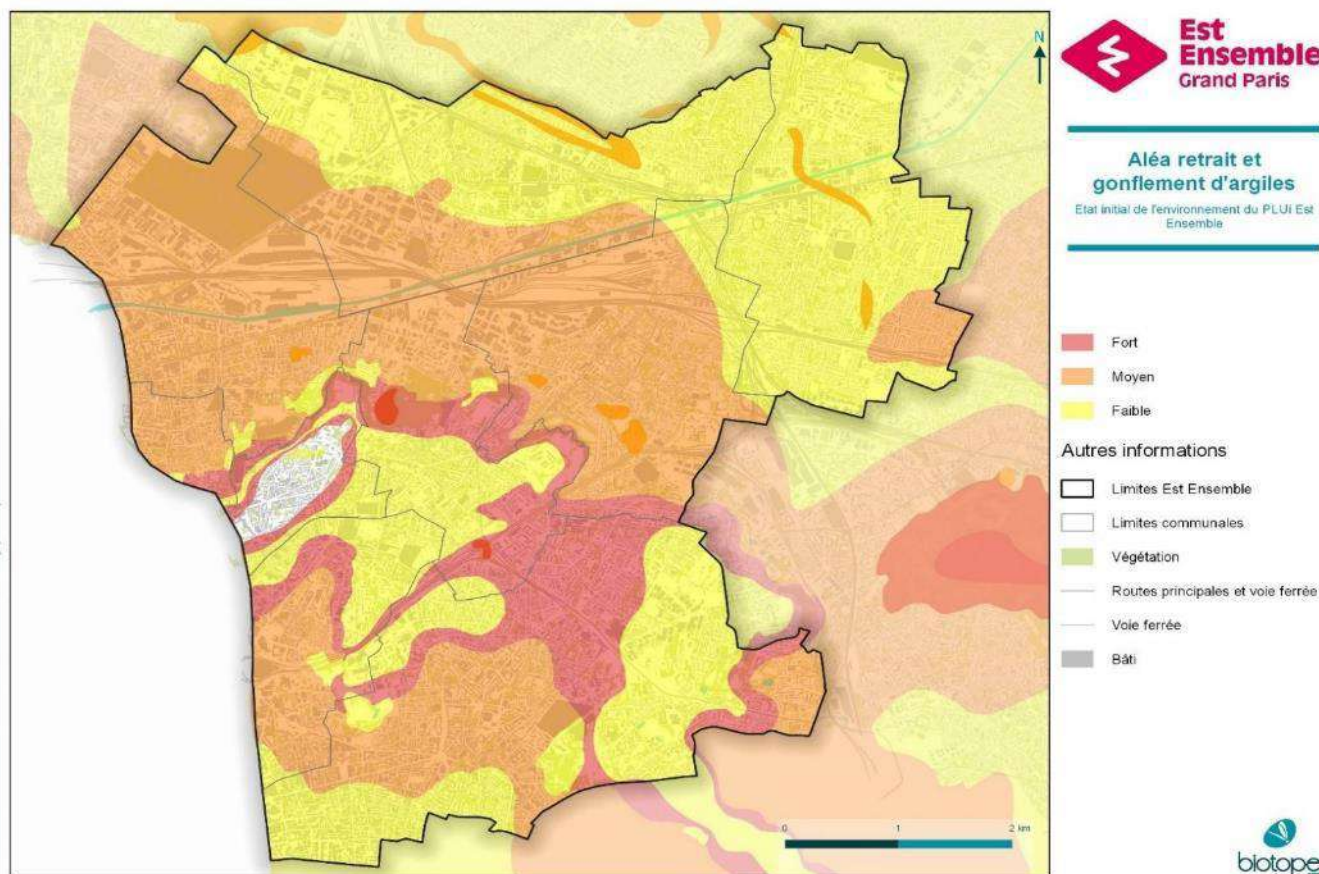 N
0
1
2 km
Est
Ensemble
Grand Paris
Aléa retrait et
gonflement d'argiles
Etat initial de l'environnement du PLUi Est
Ensemble
Fort
Moyen
Faible
Autres informations
Limites Est Ensemble
Limites communales
Végétation
Routes principales et voie ferrée
Voie ferrée
Bâti
biotope